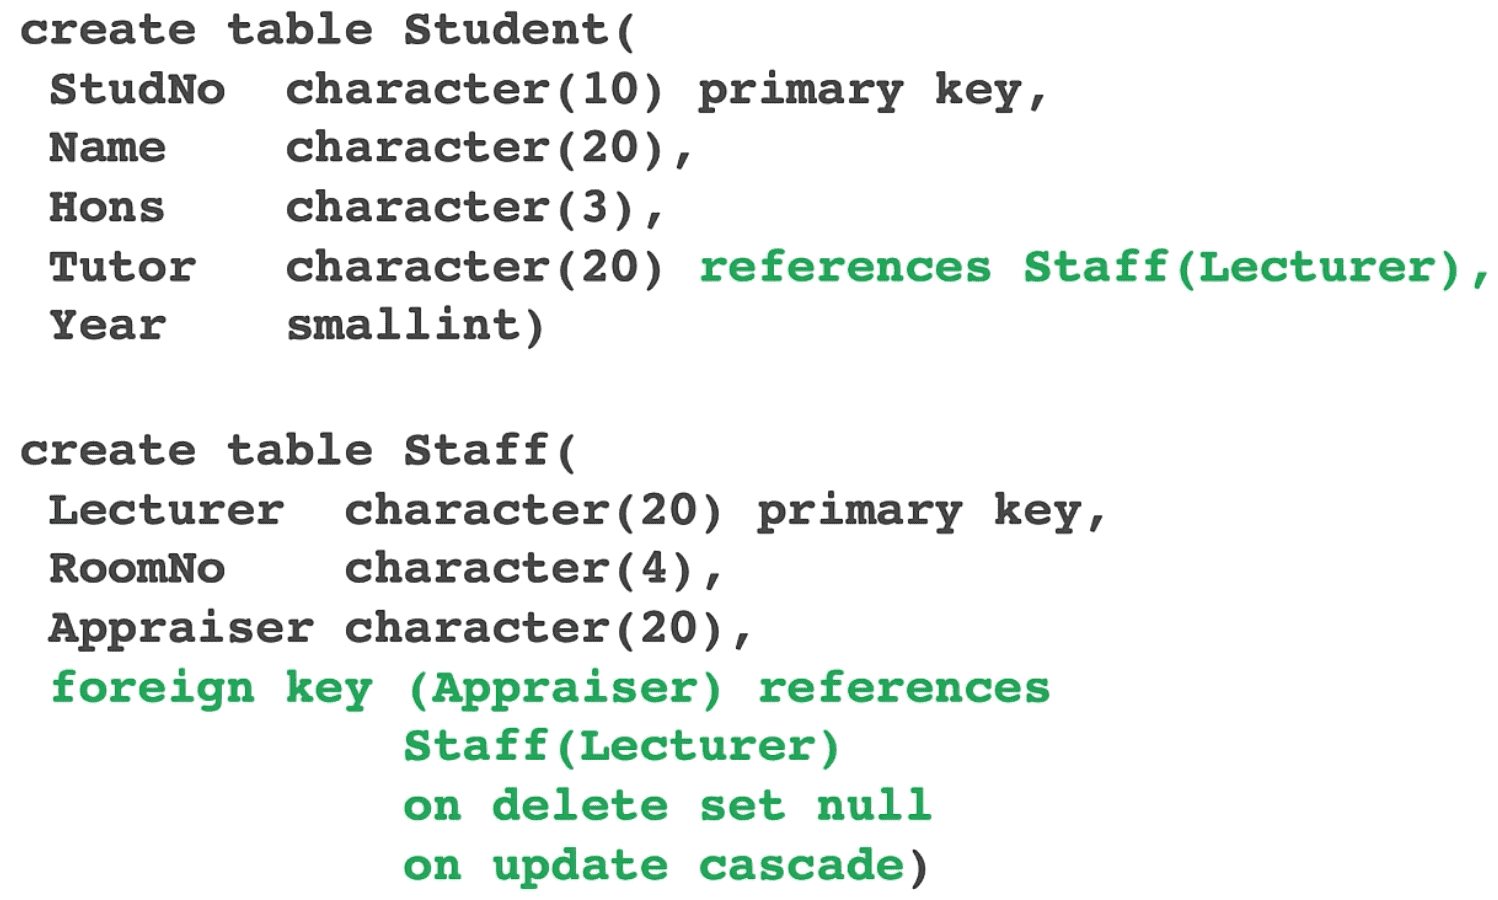 create table Student(
StudNo character(10) primary key,
Name character(20),
Hons character(3),
Tutor character(20) references Staff(Lecturer),
Year smallint)
create table Staff(
Lecturer character(20) primary key,
RoomNo character(4),
Appraiser character(20),
foreign key (Appraiser) references
Staff(Lecturer)
on delete set null
on update cascade)